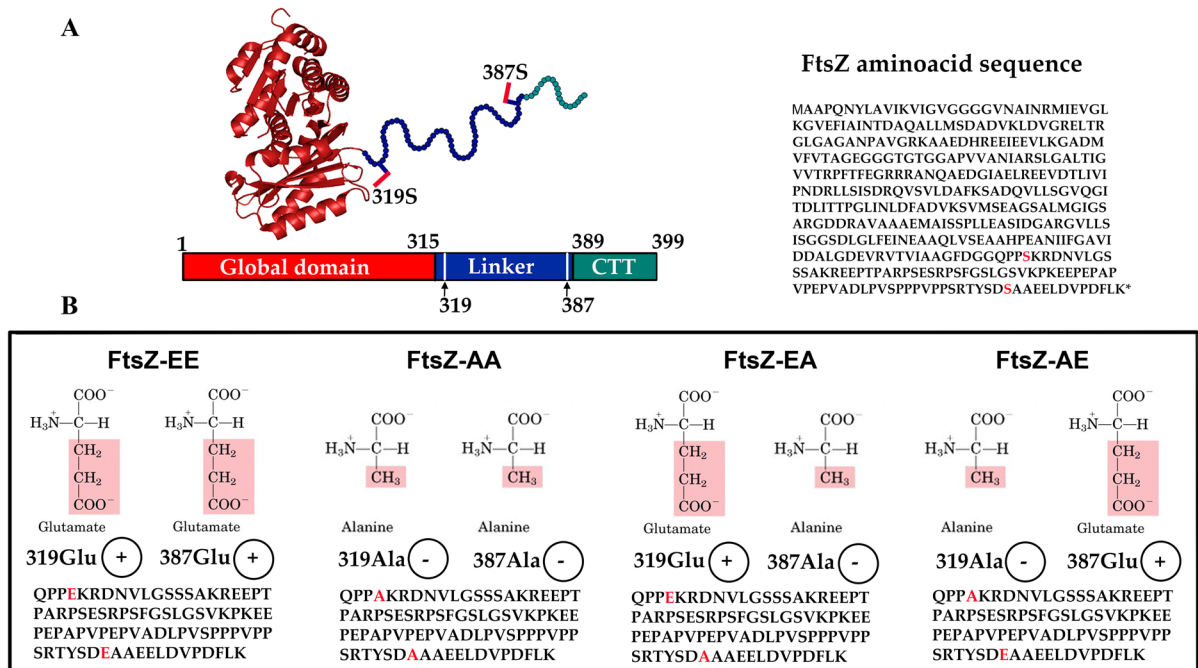 A
387S
319S
1
315
389
399
Global domain
Linker
CTT
319
387
FtsZ aminoacid sequence
MAAPQNYLAVIKVIGVGGGGVNAINRMIEVGL
KGVEFIAINTDAQALLMSDADVKLDVGRELTR
GLGAGANPAVGRKAAEDHREEIEEVLKGADM
VFVTAGEGGGTGTGGAPVVANIARSLGALTIG
VVTRPFTFEGRRRANQAEDGIAELREEVDTLIVI
PNDRLLSISDRQVSVLDAFKSADQVLLSGVQGI
TDLITTPGLINLDFADVKSVMSEAGSALMGIGS
ARGDDRAVAAAEMAISSPLLEASIDGARGVLLS
ISGGSDLGLFEINEAAQLVSEAAHPEANIIFGAVI
DDALGDEVRVTVIAAGFDGGQPPSKRDNVLGS
SSAKREEPTPARPSESRPSFGSLGSVKPKEEPEPAP
VPEPVADLPVSPPPVPPSRTYSDSAAEELDVPDFLK*
B
FtsZ-EE
COO⁻
H₃N⁺—C—H
CH₂
CH₂
COO⁻
Glutamate
319Glu +
COO⁻
H₃N⁺—C—H
CH₂
CH₂
COO⁻
Glutamate
387Glu +
QPPEKRDNVLGSSSAKREEPT
PARPSESRPSFGSLGSVKPKEE
PEPAPVPEPVADLPVSPPPVPP
SRTYSDEAAEELDVPDFLK
FtsZ-AA
COO⁻
H₃N⁺—C—H
CH₃
Alanine
319Ala -
COO⁻
H₃N⁺—C—H
CH₃
Alanine
387Ala -
QPPAKRDNVLGSSSAKREEPT
PARPSESRPSFGSLGSVKPKEE
PEPAPVPEPVADLPVSPPPVPP
SRTYSDAAAEELDVPDFLK
FtsZ-EA
COO⁻
H₃N⁺—C—H
CH₂
CH₂
COO⁻
Glutamate
319Glu +
COO⁻
H₃N⁺—C—H
CH₃
Alanine
387Ala -
QPPEKRDNVLGSSSAKREEPT
PARPSESRPSFGSLGSVKPKEE
PEPAPVPEPVADLPVSPPPVPP
SRTYSDAAAEELDVPDFLK
FtsZ-AE
COO⁻
H₃N⁺—C—H
CH₃
Alanine
319Ala -
COO⁻
H₃N⁺—C—H
CH₂
CH₂
COO⁻
Glutamate
387Glu +
QPPAKRDNVLGSSSAKREEPT
PARPSESRPSFGSLGSVKPKEE
PEPAPVPEPVADLPVSPPPVPP
SRTYSDEAAEELDVPDFLK